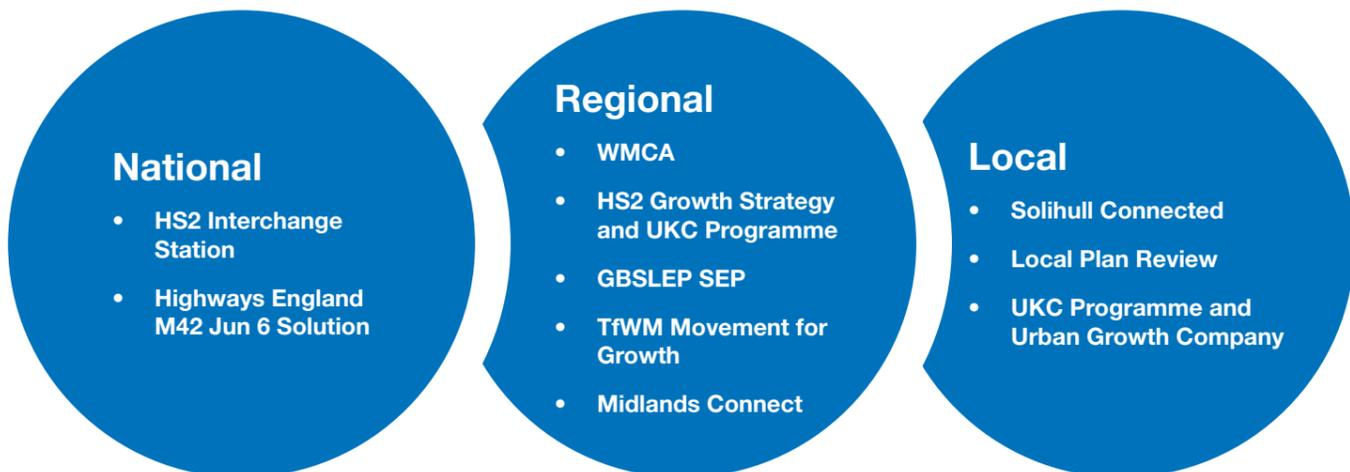 National
• HS2 Interchange
Station
• Highways England
M42 Jun 6 Solution
Regional
• WMCA
• HS2 Growth Strategy
and UKC Programme
• GBSLEP SEP
• TfWM Movement for
Growth
• Midlands Connect
Local
• Solihull Connected
• Local Plan Review
• UKC Programme and
Urban Growth Company